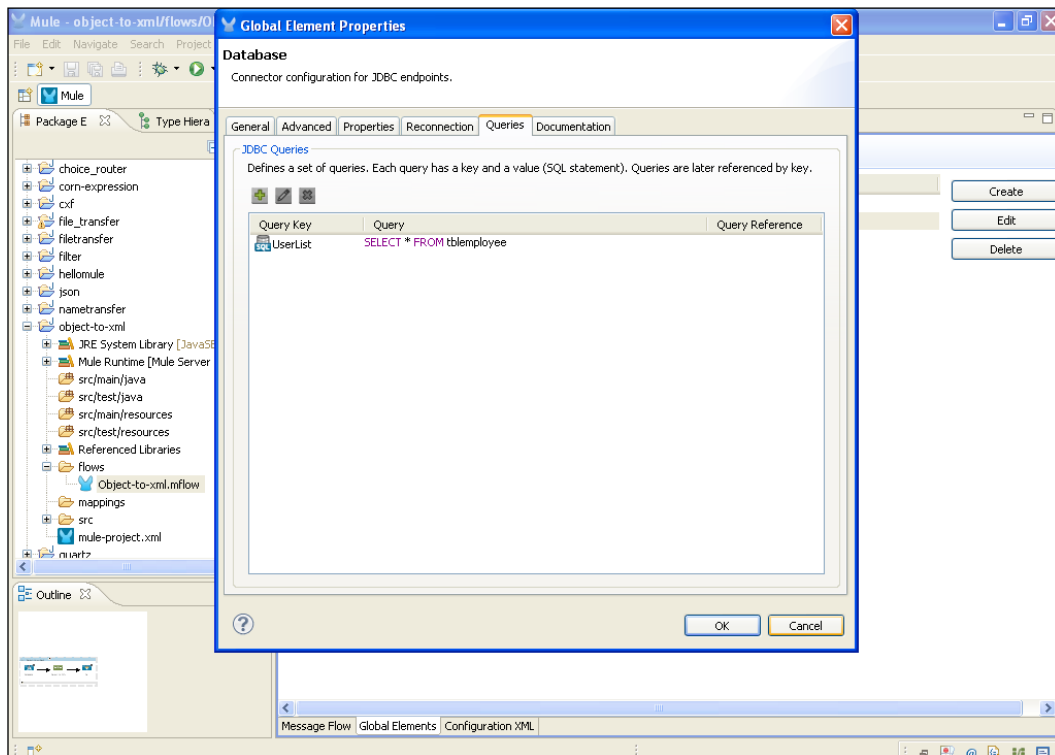 Mule - object-to-xml/flows/O
File Edit Navigate Search Project
Mule
Package E
Type Hiera
choice_router
corn-expression
cxf
file_transfer
filetransfer
filter
hellomule
json
nametransfer
object-to-xml
JRE System Library [JavaSE
Mule Runtime [Mule Server
src/main/java
src/test/java
src/main/resources
src/test/resources
Referenced Libraries
flows
Object-to-xml.mflow
mappings
src
mule-project.xml
quartz
Outline
Global Element Properties
Database
Connector configuration for JDBC endpoints.
General Advanced Properties Reconnection Queries Documentation
JDBC Queries
Defines a set of queries. Each query has a key and a value (SQL statement). Queries are later referenced by key.
Query Key Query Query Reference
SQL UserList SELECT * FROM tblemployee
OK Cancel
Create
Edit
Delete
Message Flow Global Elements Configuration XML